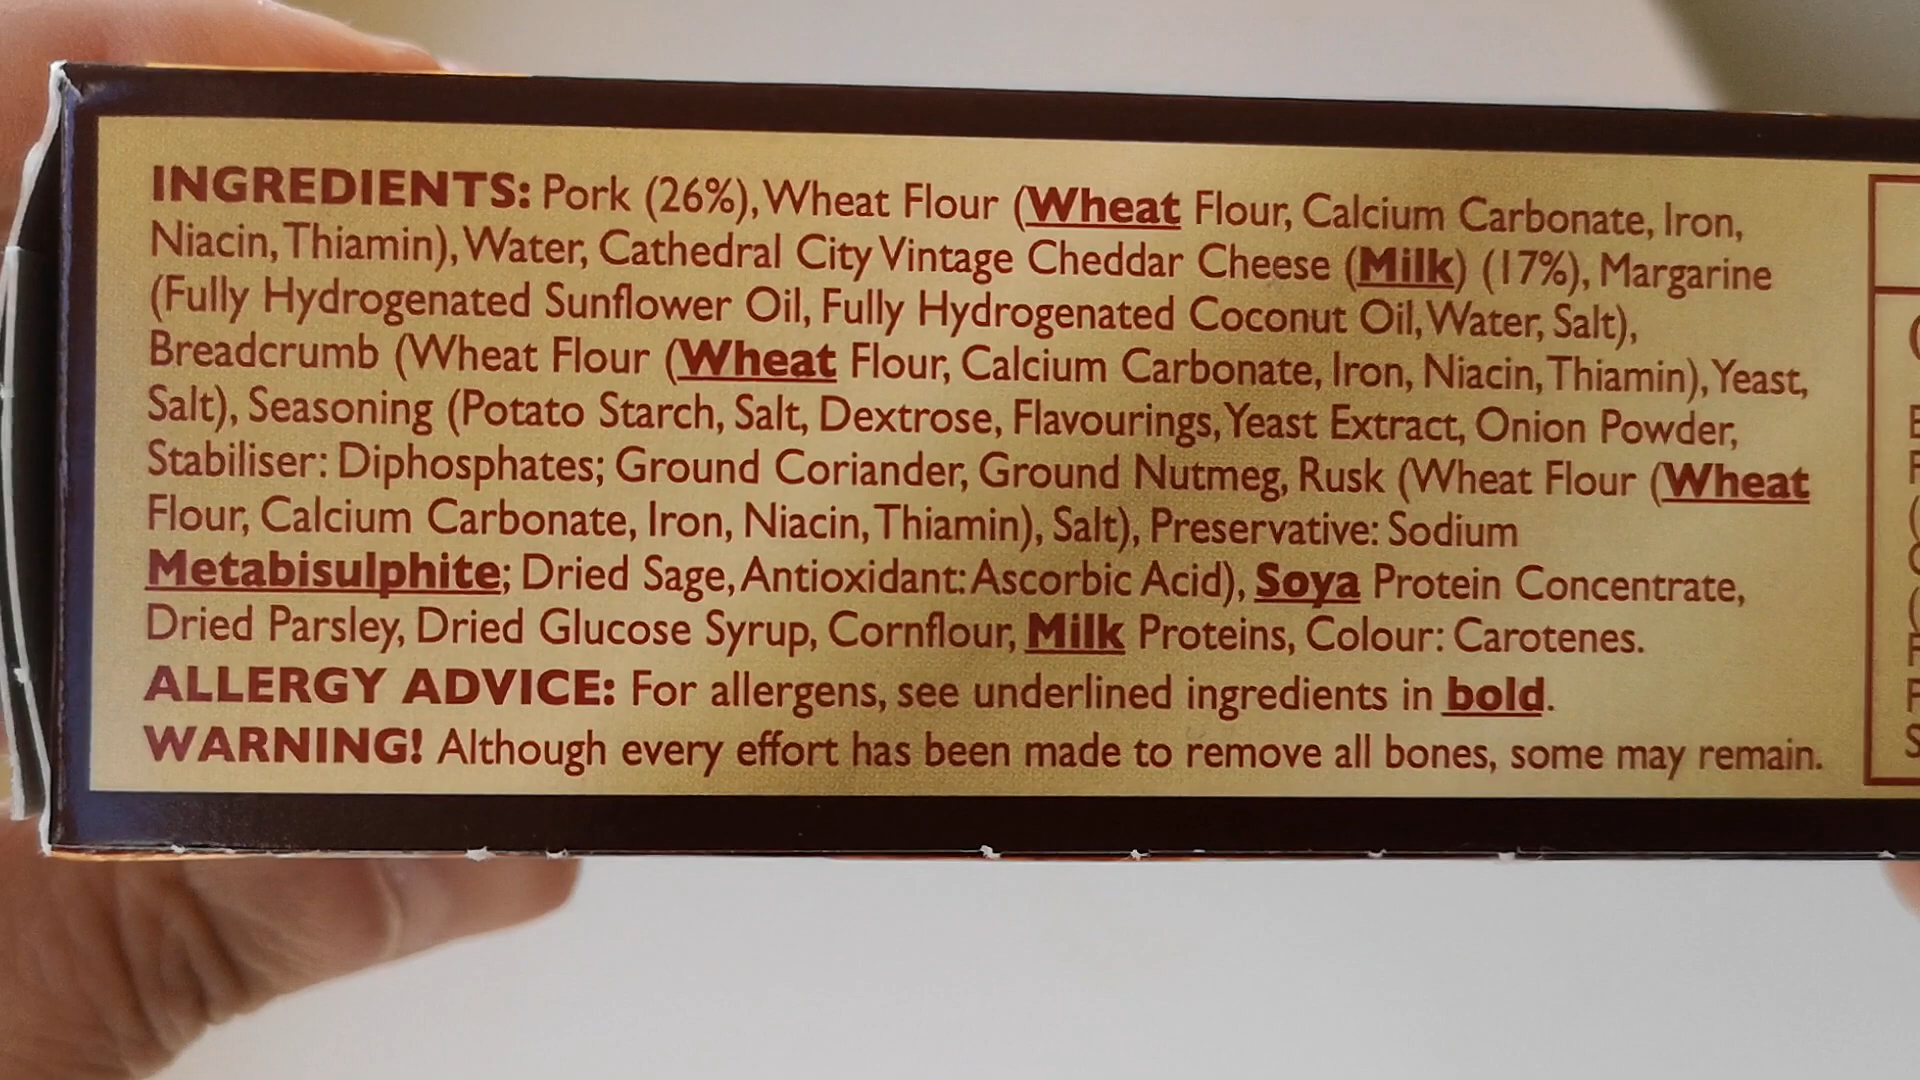 INGREDIENTS: Pork (26%), Wheat Flour (Wheat Flour, Calcium Carbonate, Iron,
Niacin, Thiamin), Water, Cathedral City Vintage Cheddar Cheese (Milk) (17%), Margarine
(Fully Hydrogenated Sunflower Oil, Fully Hydrogenated Coconut Oil, Water, Salt),
Breadcrumb (Wheat Flour (Wheat Flour, Calcium Carbonate, Iron, Niacin, Thiamin), Yeast,
Salt), Seasoning (Potato Starch, Salt, Dextrose, Flavourings, Yeast Extract, Onion Powder,
Stabiliser: Diphosphates; Ground Coriander, Ground Nutmeg, Rusk (Wheat Flour (Wheat
Flour, Calcium Carbonate, Iron, Niacin, Thiamin), Salt), Preservative: Sodium
Metabisulphite; Dried Sage, Antioxidant: Ascorbic Acid), Soya Protein Concentrate,
Dried Parsley, Dried Glucose Syrup, Cornflour, Milk Proteins, Colour: Carotenes.
ALLERGY ADVICE: For allergens, see underlined ingredients in bold.
WARNING! Although every effort has been made to remove all bones, some may remain.